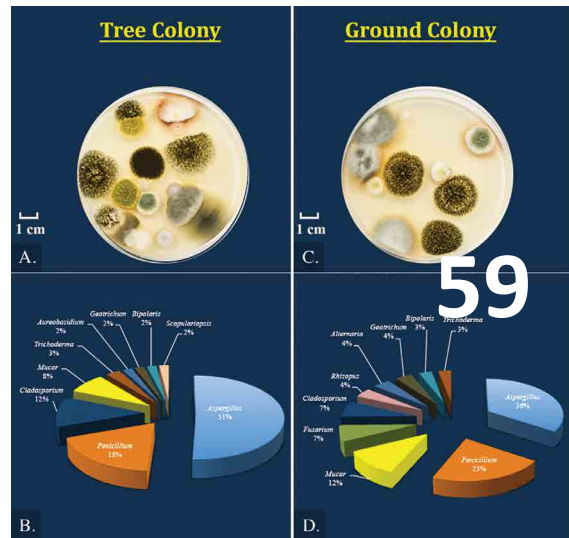 Tree Colony
Ground Colony
1 cm
A.
1 cm
C.
Geotrichum
2%
Bipolaris
2%
Scopulariopsis
2%
Aureobasidium
2%
Trichoderma
3%
Mucor
8%
Cladosporium
12%
Penicillium
18%
Aspergillus
51%
B.
59
Bipolaris
3%
Trichoderma
3%
Geotrichum
4%
Alternaria
4%
Rhizopus
4%
Cladosporium
7%
Fusarium
7%
Mucor
12%
Penicillium
23%
Aspergillus
36%
D.